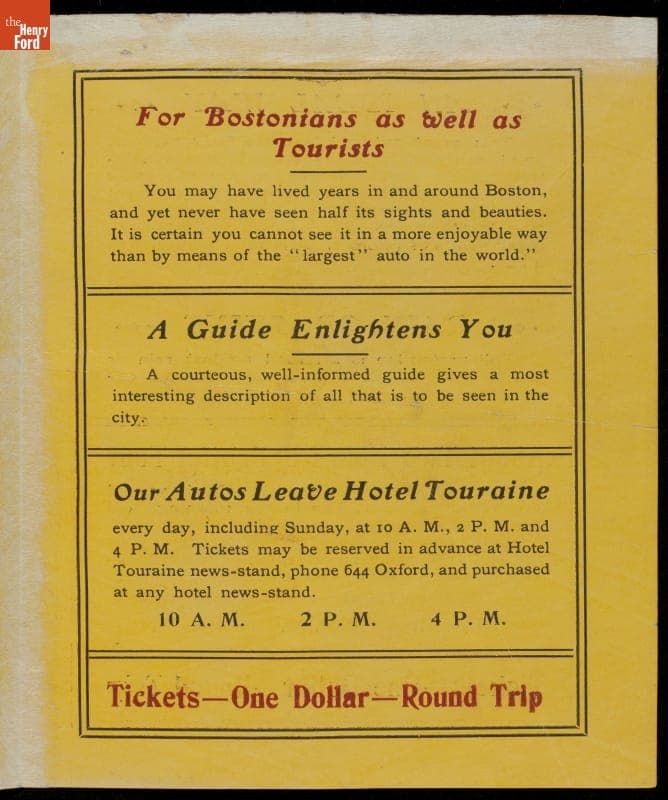 the
Henry
Ford
For Bostonians as well as
Tourists
You may have lived years in and around Boston,
and yet never have seen half its sights and beauties.
It is certain you cannot see it in a more enjoyable way
than by means of the "largest" auto in the world."
A Guide Enlightens You
A courteous, well-informed guide gives a most
interesting description of all that is to be seen in the
city.
Our Autos Leave Hotel Touraine
every day, including Sunday, at 10 A. M., 2 P. M. and
4 P. M. Tickets may be reserved in advance at Hotel
Touraine news-stand, phone 644 Oxford, and purchased
at any hotel news-stand.
10 A. M. 2 P. M. 4 P. M.
Tickets—One Dollar—Round Trip